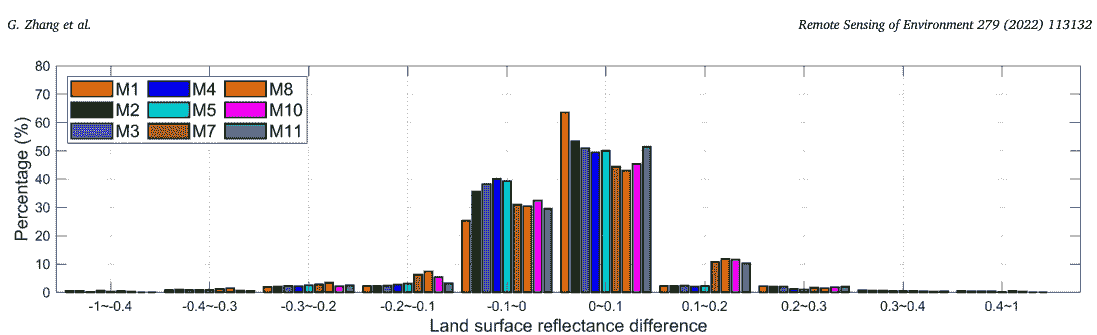 G. Zhang et al.
Remote Sensing of Environment 279 (2022) 113132
80
70
60
50
40
30
20
10
0
Percentage (%)
M1 M4 M8
M2 M5 M10
M3 M7 M11
-1~-0.4 -0.4~-0.3 -0.3~-0.2 -0.2~-0.1 -0.1~0 0~0.1 0.1~0.2 0.2~0.3 0.3~0.4 0.4~1
Land surface reflectance difference